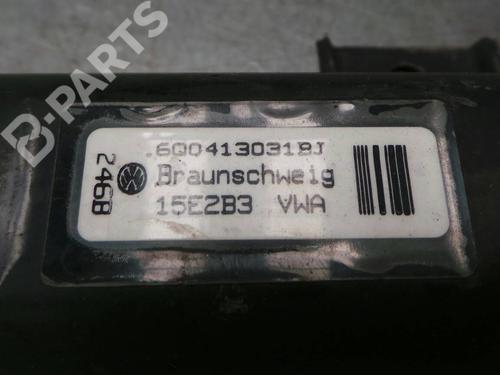 B-PARTS
.6Q0413031BJ
Braunschweig
15E2B3 VWA
246B